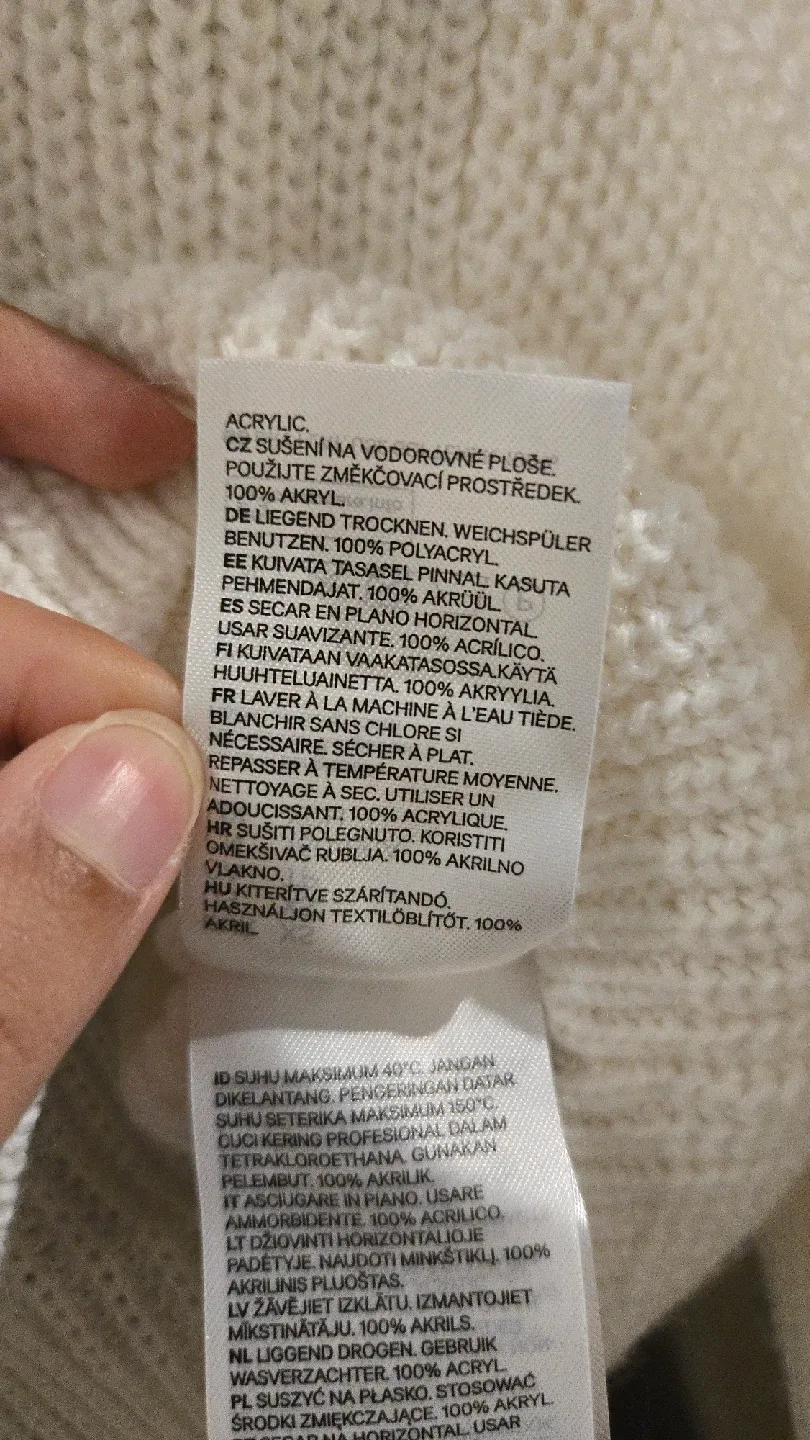 ACRYLIC.
CZ SUŠENÍ NA VODOROVNÉ PLOŠE.
POUŽIJTE ZMĚKČOVACÍ PROSTŘEDEK.
100% AKRYL.
DE LIEGEND TROCKNEN. WEICHSPÜLER
BENUTZEN. 100% POLYACRYL.
EE KUIVATA TASASEL PINNAL. KASUTA
PEHMENDAJAT. 100% AKRÜÜL.
ES SECAR EN PLANO HORIZONTAL.
USAR SUAVIZANTE. 100% ACRÍLICO.
FI KUIVATAAN VAAKATASOSSA.KÄYTÄ
HUUHTELUAINETTA. 100% AKRYYLIA.
FR LAVER À LA MACHINE À L'EAU TIÈDE.
BLANCHIR SANS CHLORE SI
NÉCESSAIRE. SÉCHER À PLAT.
REPASSER À TEMPÉRATURE MOYENNE.
NETTOYAGE À SEC. UTILISER UN
ADOUCISSANT. 100% ACRYLIQUE.
HR SUŠITI POLEGNUTO. KORISTITI
OMEKŠIVAČ RUBLJA. 100% AKRILNO
VLAKNO.
HU KITERÍTVE SZÁRÍTANDÓ.
HASZNÁLJON TEXTILÖBLÍTŐT. 100%
AKRIL.
ID SUHU MAKSIMUM 40°C. JANGAN
DIKELANTANG. PENGERINGAN DATAR.
SUHU SETERIKA MAKSIMUM 150°C.
CUCI KERING PROFESIONAL DALAM
TETRAKLOROETHANA. GUNAKAN
PELEMBUT. 100% AKRILIK.
IT ASCIUGARE IN PIANO. USARE
AMMORBIDENTE. 100% ACRILICO.
LT DŽIOVINTI HORIZONTALIOJE
PADĖTYJE. NAUDOTI MINKŠTIKLĮ. 100%
AKRILINIS PLUOŠTAS.
LV ŽĀVĒJIET IZKLĀTU. IZMANTOJIET
MĪKSTINĀTĀJU. 100% AKRILS.
NL LIGGEND DROGEN. GEBRUIK
WASVERZACHTER. 100% ACRYL.
PL SUSZYĆ NA PŁASKO. STOSOWAĆ
ŚRODKI ZMIĘKCZAJĄCE. 100% AKRYL.
SECAR NA HORIZONTAL. USAR